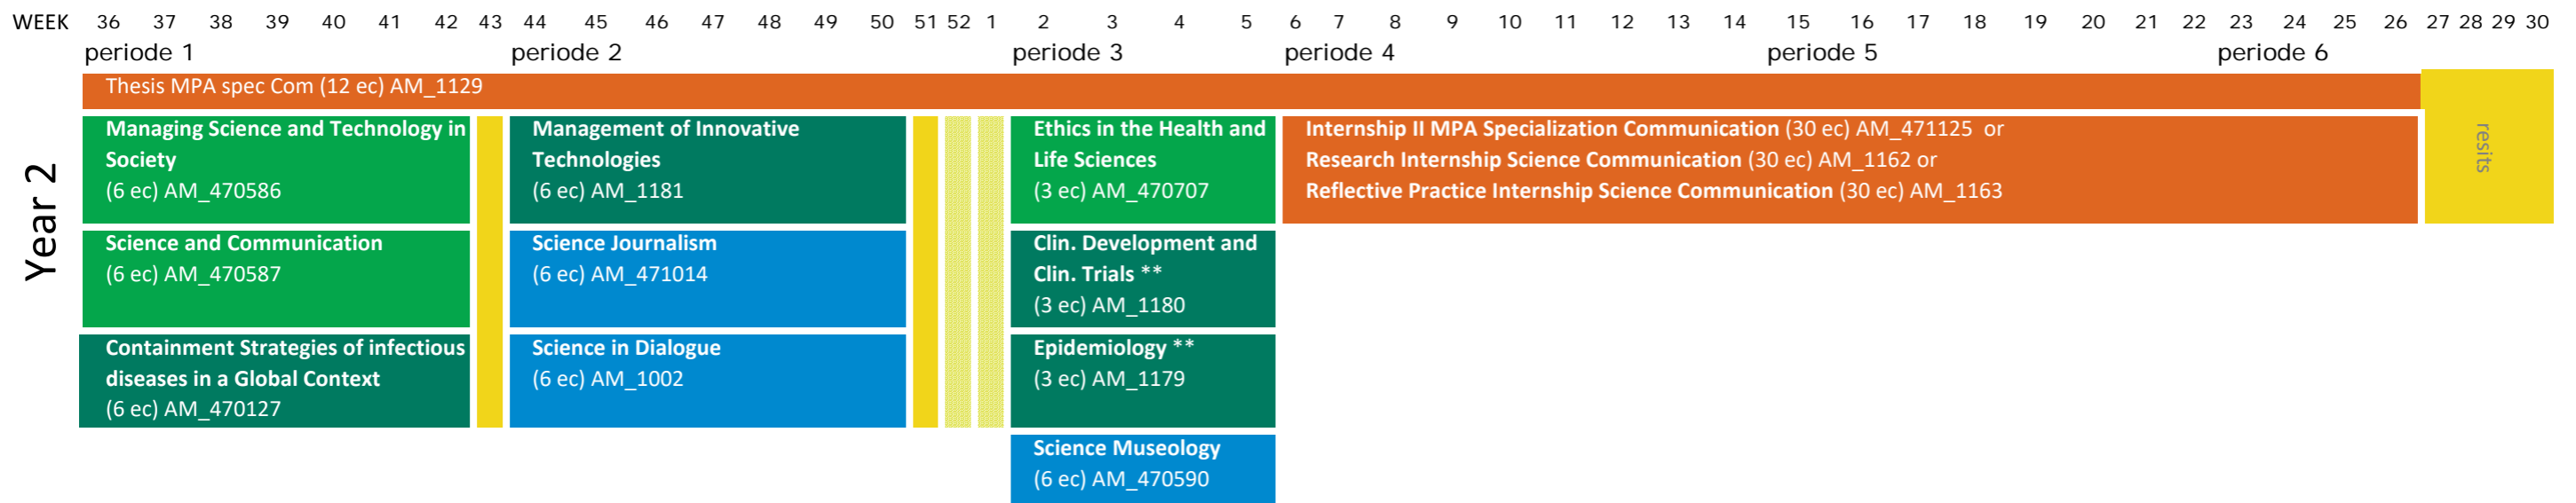 WEEK 36 37 38 39 40 41 42 43 44 45 46 47 48 49 50 51 52 1 2 3 4 5 6 7 8 9 10 11 12 13 14 15 16 17 18 19 20 21 22 23 24 25 26 27 28 29 30
periode 1 periode 2 periode 3 periode 4 periode 5 periode 6
Year 2
Thesis MPA spec Com (12 ec) AM_1129
Managing Science and Technology in
Society
(6 ec) AM_470586
Science and Communication
(6 ec) AM_470587
Containment Strategies of infectious
diseases in a Global Context
(6 ec) AM_470127
Management of Innovative
Technologies
(6 ec) AM_1181
Science Journalism
(6 ec) AM_471014
Science in Dialogue
(6 ec) AM_1002
Ethics in the Health and
Life Sciences
(3 ec) AM_470707
Clin. Development and
Clin. Trials **
(3 ec) AM_1180
Epidemiology **
(3 ec) AM_1179
Science Museology
(6 ec) AM_470590
Internship II MPA Specialization Communication (30 ec) AM_471125 or
Research Internship Science Communication (30 ec) AM_1162 or
Reflective Practice Internship Science Communication (30 ec) AM_1163
resits